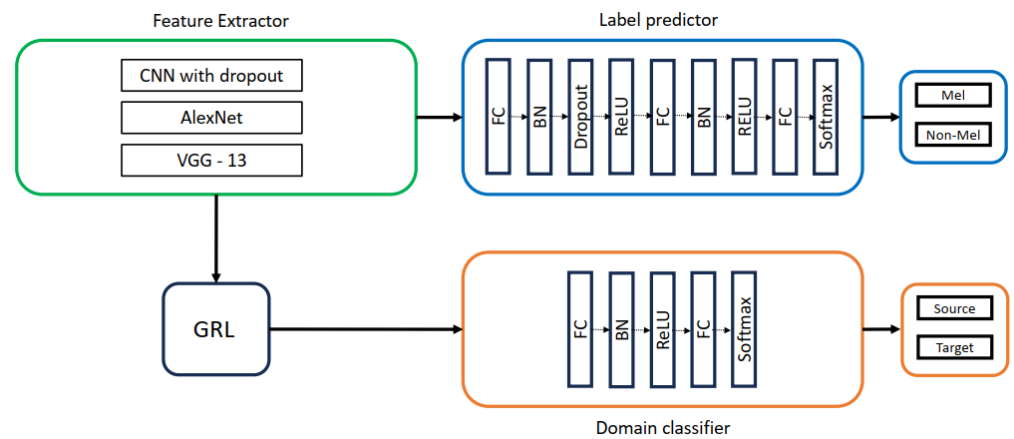 Feature Extractor
Label predictor
CNN with dropout
AlexNet
VGG - 13
FC
BN
Dropout
ReLU
FC
BN
RELU
FC
Softmax
Mel
Non-Mel
GRL
FC
BN
ReLU
FC
Softmax
Source
Target
Domain classifier